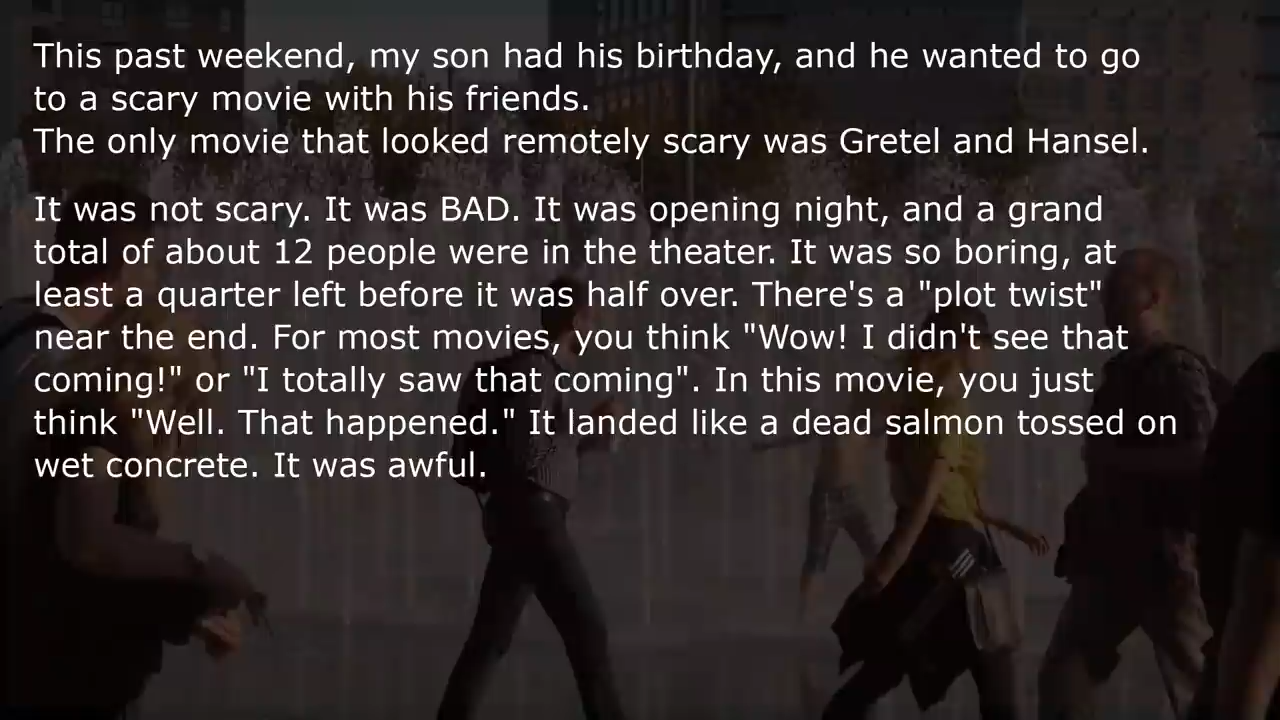 This past weekend, my son had his birthday, and he wanted to go
to a scary movie with his friends.
The only movie that looked remotely scary was Gretel and Hansel.
It was not scary. It was BAD. It was opening night, and a grand
total of about 12 people were in the theater. It was so boring, at
least a quarter left before it was half over. There's a "plot twist"
near the end. For most movies, you think "Wow! I didn't see that
coming!" or "I totally saw that coming". In this movie, you just
think "Well. That happened." It landed like a dead salmon tossed on
wet concrete. It was awful.